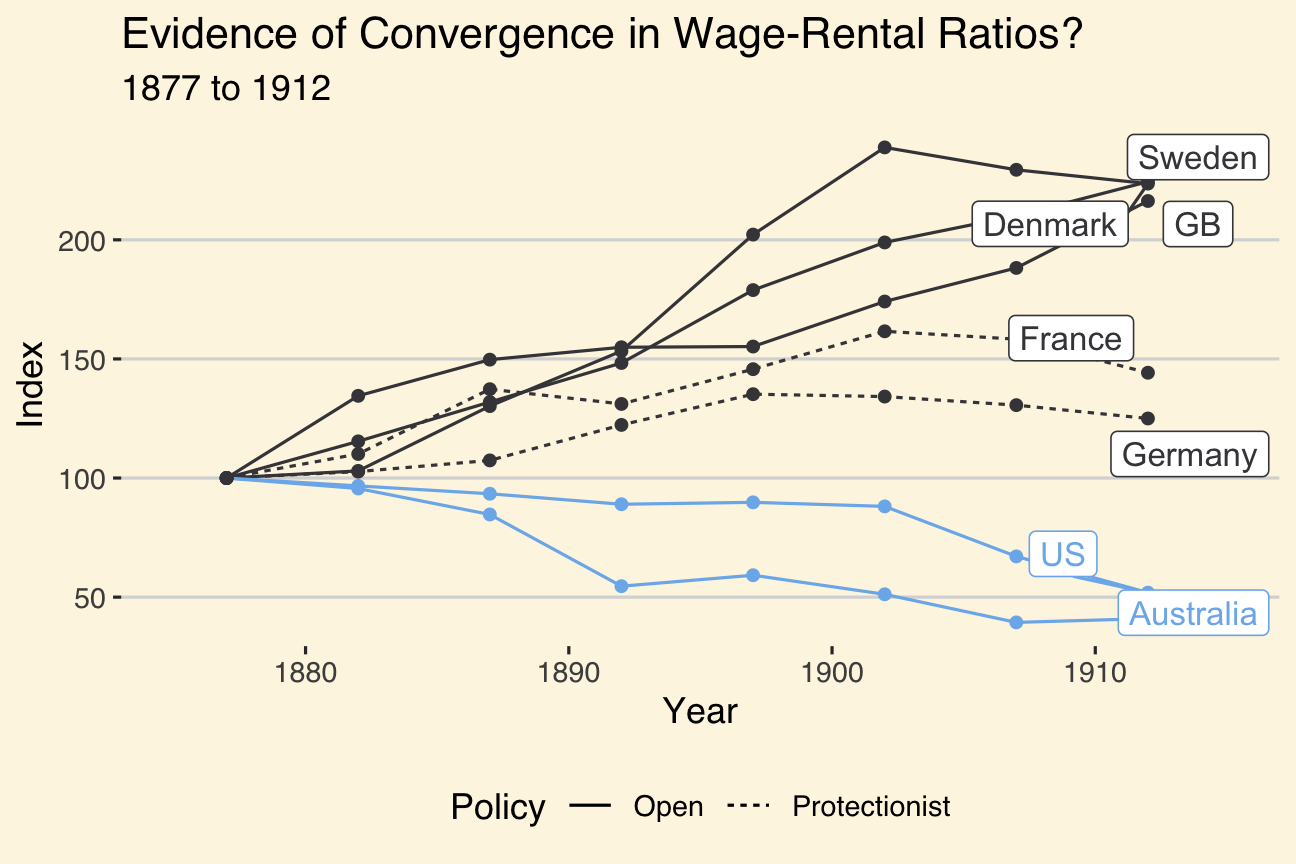 Evidence of Convergence in Wage-Rental Ratios?
1877 to 1912
Sweden
Denmark
GB
France
Germany
US
Australia
200
150
100
50
Index
1880
1890
1900
1910
Year
Policy
Open
Protectionist